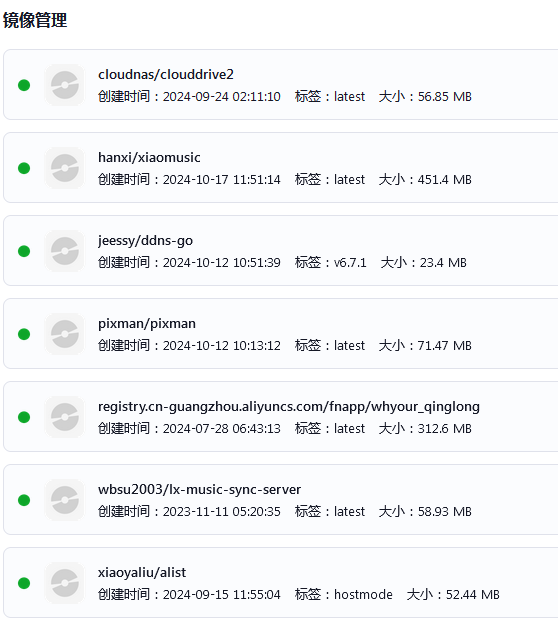 镜像管理
cloudnas/clouddrive2
创建时间：2024-09-24 02:11:10 标签：latest 大小：56.85 MB
hanxi/xiaomusic
创建时间：2024-10-17 11:51:14 标签：latest 大小：451.4 MB
jeessy/ddns-go
创建时间：2024-10-12 10:51:39 标签：v6.7.1 大小：23.4 MB
pixman/pixman
创建时间：2024-10-12 10:13:12 标签：latest 大小：71.47 MB
registry.cn-guangzhou.aliyuncs.com/fnapp/whyour_qinglong
创建时间：2024-07-28 06:43:13 标签：latest 大小：312.6 MB
wbsu2003/lx-music-sync-server
创建时间：2023-11-11 05:20:35 标签：latest 大小：58.93 MB
xiaoyaliu/alist
创建时间：2024-09-15 11:55:04 标签：hostmode 大小：52.44 MB